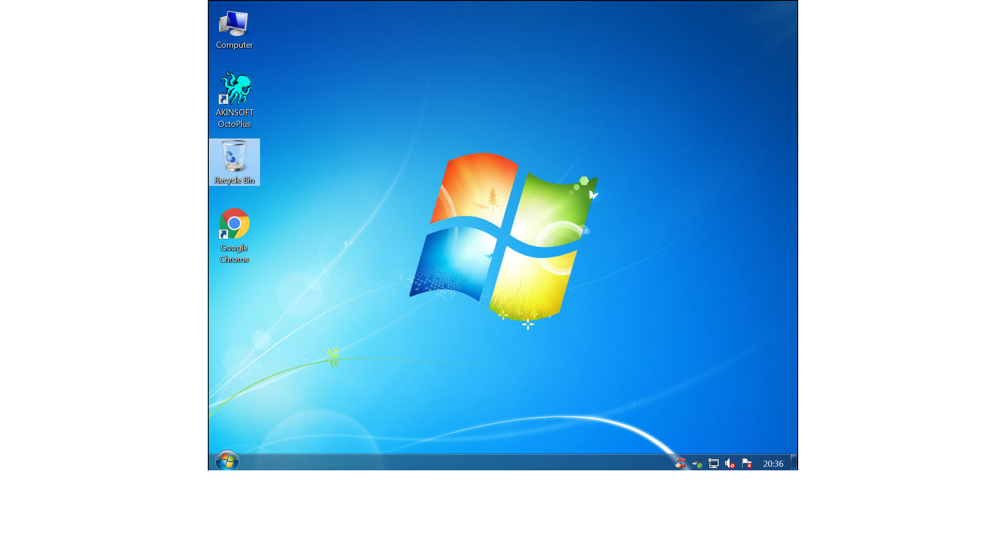 Computer
AKINSOFT
OctoPlus
Recycle Bin
Google
Chrome
20:36